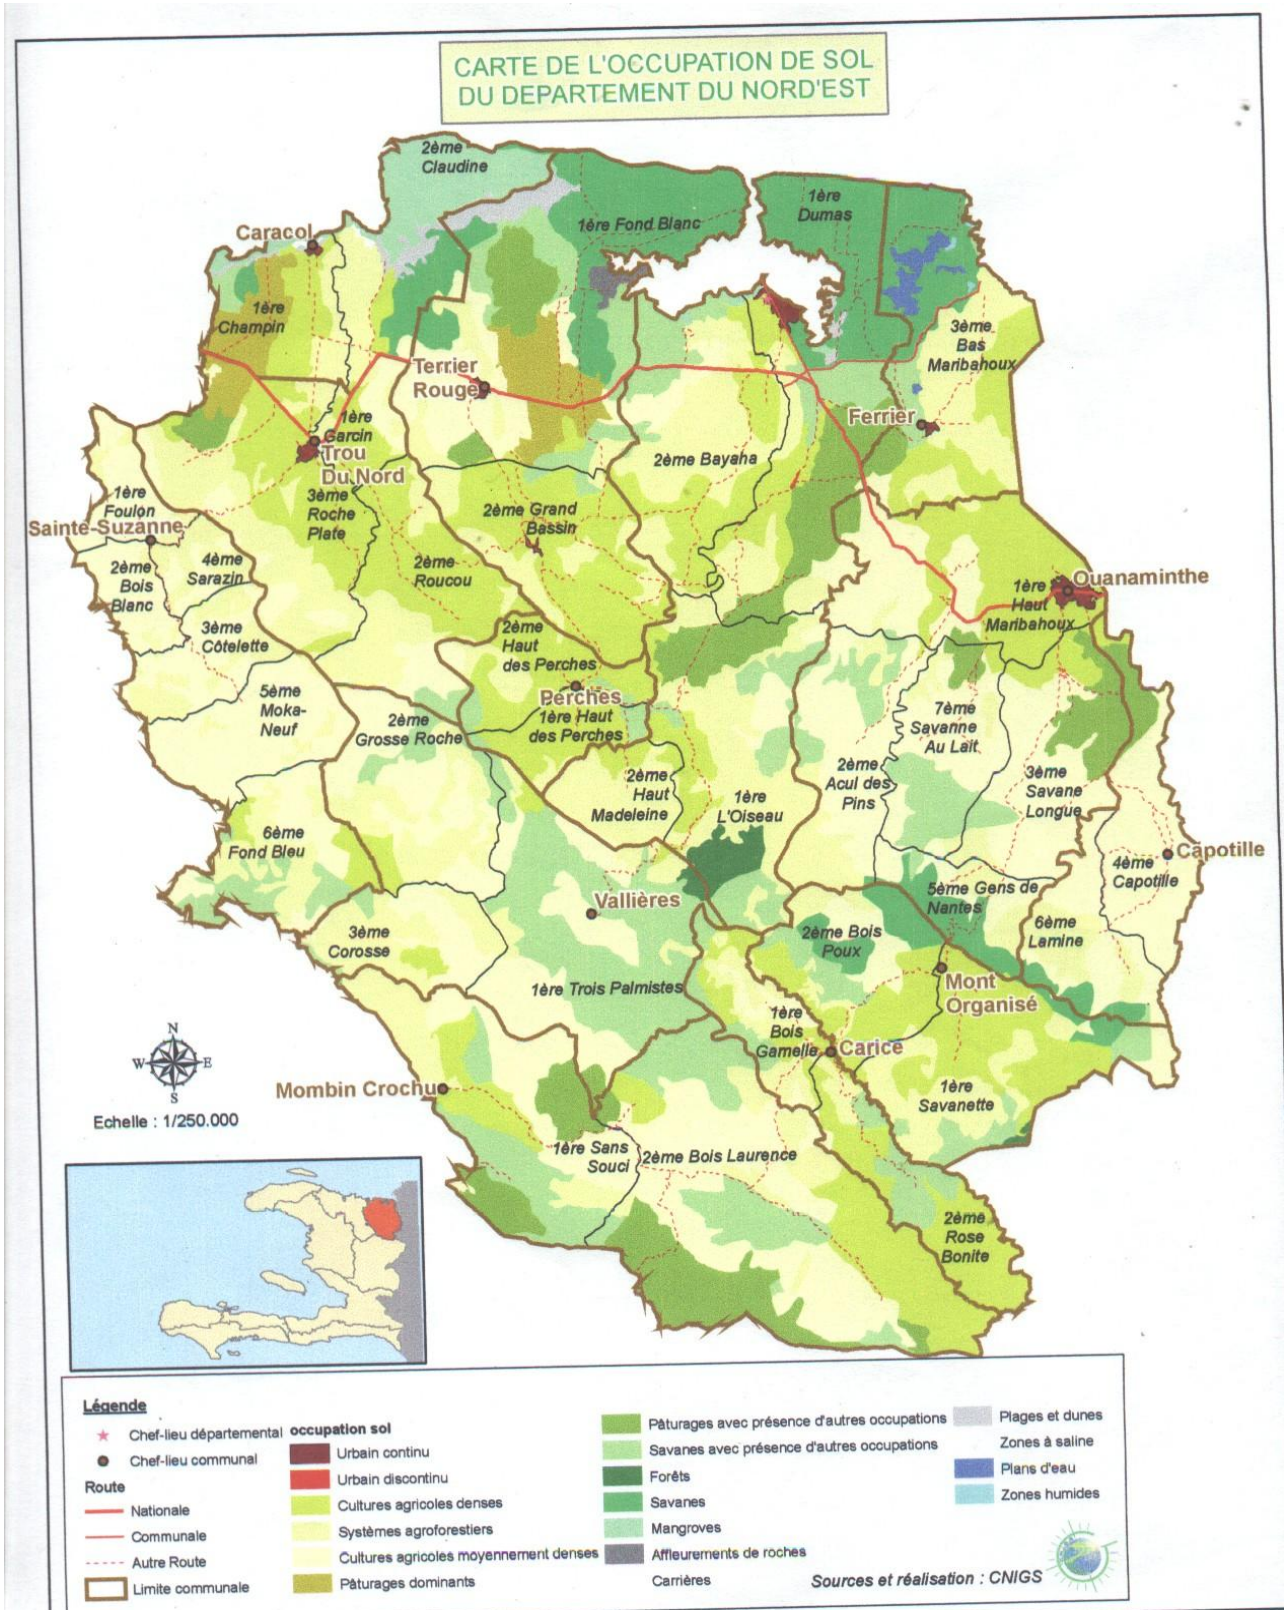 CARTE DE L'OCCUPATION DE SOL
DU DEPARTEMENT DU NORD'EST
2ème
Claudine
1ère
Dumas
1ère Fond Blanc
Caracol
1ère
Champin
3ème
Bas
Maribahoux
Terrier
Rouge
Ferrier
1ère
Garcin
Trou
Du Nord
2ème Bayaha
1ère
Foulon
3ème
Roche
Plate
2ème Grand
Bassin
Sainte-Suzanne
4ème
Sarazin
2ème
Bois
Blanc
2ème
Roucou
Ouanaminthe
1ère
Haut
Maribahoux
3ème
Côtelette
2ème
Haut
des Perches
Perches
1ère Haut
des Perches
5ème
Moka-
Neuf
2ème
Grosse Roche
7ème
Savanne
Au Lait
2ème
Haut
Madeleine
1ère
L'Oiseau
2ème
Acul des
Pins
3ème
Savane
Longue
6ème
Fond Bleu
Capotille
4ème
Capotille
5ème Gens de
Nantes
Vallières
3ème
Corosse
2ème Bois
Poux
6ème
Lamine
1ère Trois Palmistes
Mont
Organisé
1ère
Bois
Gamelle
Carice
N
W E
S
Echelle : 1/250.000
Mombin Crochu
1ère
Savanette
1ère Sans
Souci
2ème Bois Laurence
2ème
Rose
Bonite
Légende
Chef-lieu départemental
Chef-lieu communal
Route
Nationale
Communale
Autre Route
Limite communale
occupation sol
Urbain continu
Urbain discontinu
Cultures agricoles denses
Systèmes agroforestiers
Cultures agricoles moyennement denses
Pâturages dominants
Pâturages avec présence d'autres occupations
Savanes avec présence d'autres occupations
Forêts
Savanes
Mangroves
Affleurements de roches
Carrières
Plages et dunes
Zones à saline
Plans d'eau
Zones humides
Sources et réalisation : CNIGS